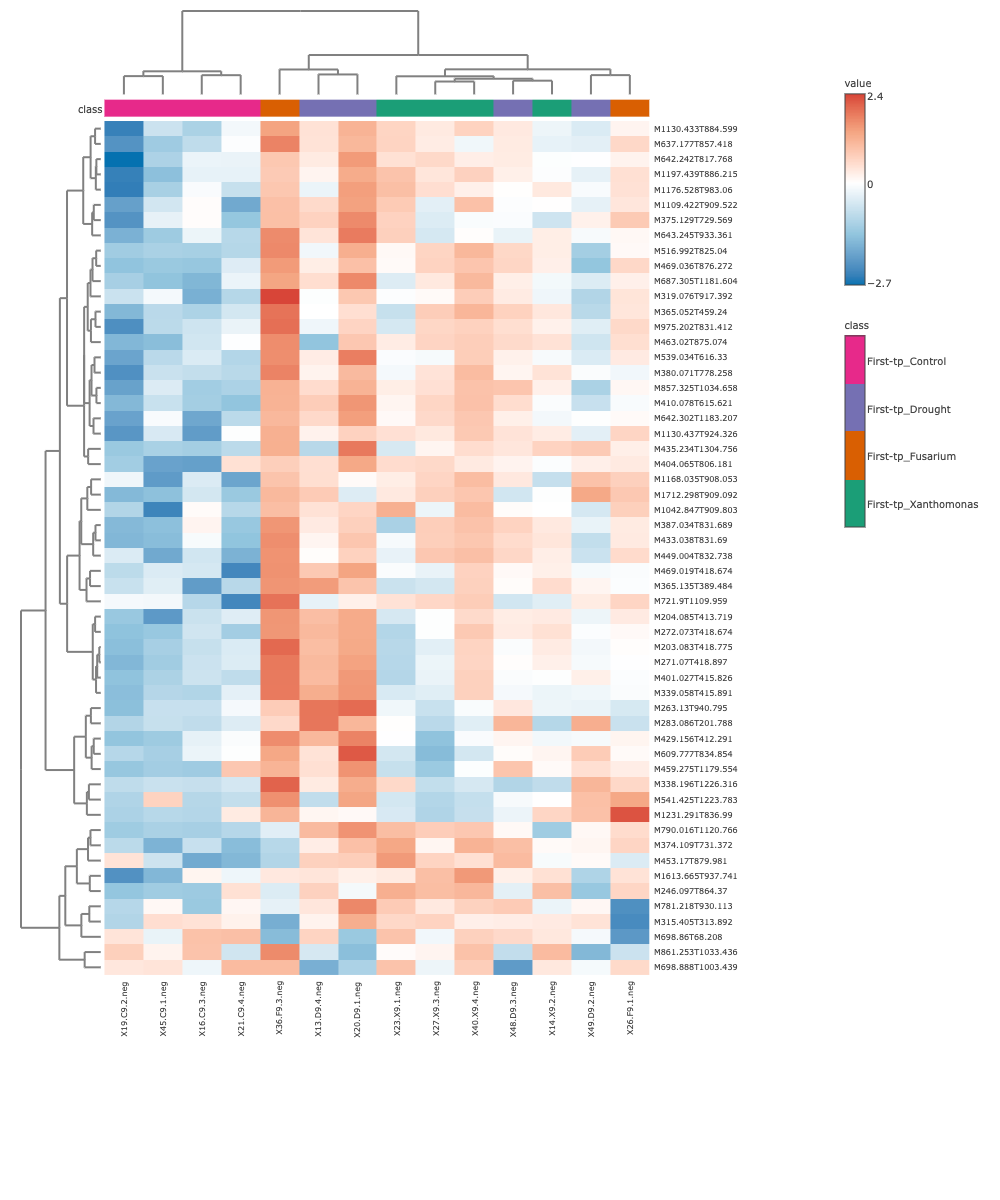 value
2.4
0
−2.7
class
class
First-tp_Control
First-tp_Drought
First-tp_Fusarium
First-tp_Xanthomonas
M1130.433T884.599
M637.177T857.418
M642.242T817.768
M1197.439T886.215
M1176.528T983.06
M1109.422T909.522
M375.129T729.569
M643.245T933.361
M516.992T825.04
M469.036T876.272
M687.305T1181.604
M319.076T917.392
M365.052T459.24
M975.202T831.412
M463.02T875.074
M539.034T616.33
M380.071T778.258
M857.325T1034.658
M410.078T615.621
M642.302T1183.207
M1130.437T924.326
M435.234T1304.756
M404.065T806.181
M1168.035T908.053
M1712.298T909.092
M1042.847T909.803
M387.034T831.689
M433.038T831.69
M449.004T832.738
M469.019T418.674
M365.135T389.484
M721.9T1109.959
M204.085T413.719
M272.073T418.674
M203.083T418.775
M271.07T418.897
M401.027T415.826
M339.058T415.891
M263.13T940.795
M283.086T201.788
M429.156T412.291
M609.777T834.854
M459.275T1179.554
M338.196T1226.316
M541.425T1223.783
M1231.291T836.99
M790.016T1120.766
M374.109T731.372
M453.17T879.981
M1613.665T937.741
M246.097T864.37
M781.218T930.113
M315.405T313.892
M698.86T68.208
M861.253T1033.436
M698.888T1003.439
X19.C9.2.neg
X45.C9.1.neg
X16.C9.3.neg
X21.C9.4.neg
X36.F9.3.neg
X13.D9.4.neg
X20.D9.1.neg
X23.X9.1.neg
X27.X9.3.neg
X40.X9.4.neg
X48.D9.3.neg
X14.X9.2.neg
X49.D9.2.neg
X26.F9.1.neg